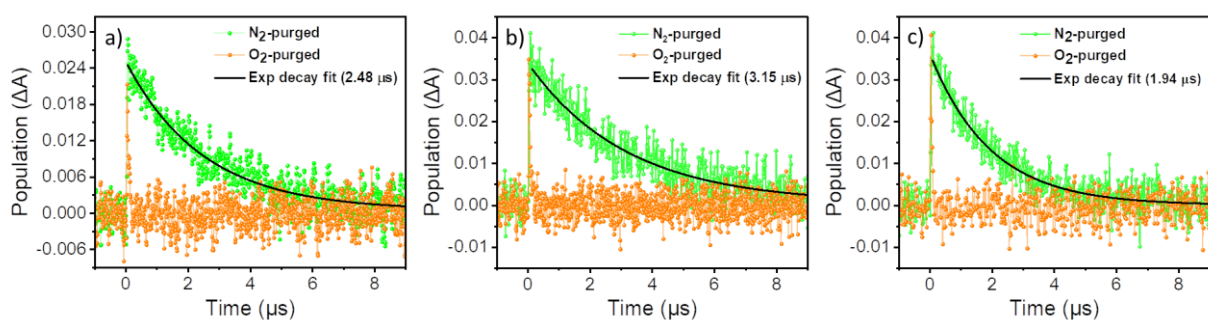 a)
N2-purged
O2-purged
Exp decay fit (2.48 µs)
Population (ΔA)
0.030
0.024
0.018
0.012
0.006
0.000
-0.006
0 2 4 6 8
Time (µs)
b)
N2-purged
O2-purged
Exp decay fit (3.15 µs)
Population (ΔA)
0.04
0.03
0.02
0.01
0.00
-0.01
0 2 4 6 8
Time (µs)
c)
N2-purged
O2-purged
Exp decay fit (1.94 µs)
Population (ΔA)
0.04
0.03
0.02
0.01
0.00
-0.01
0 2 4 6 8
Time (µs)